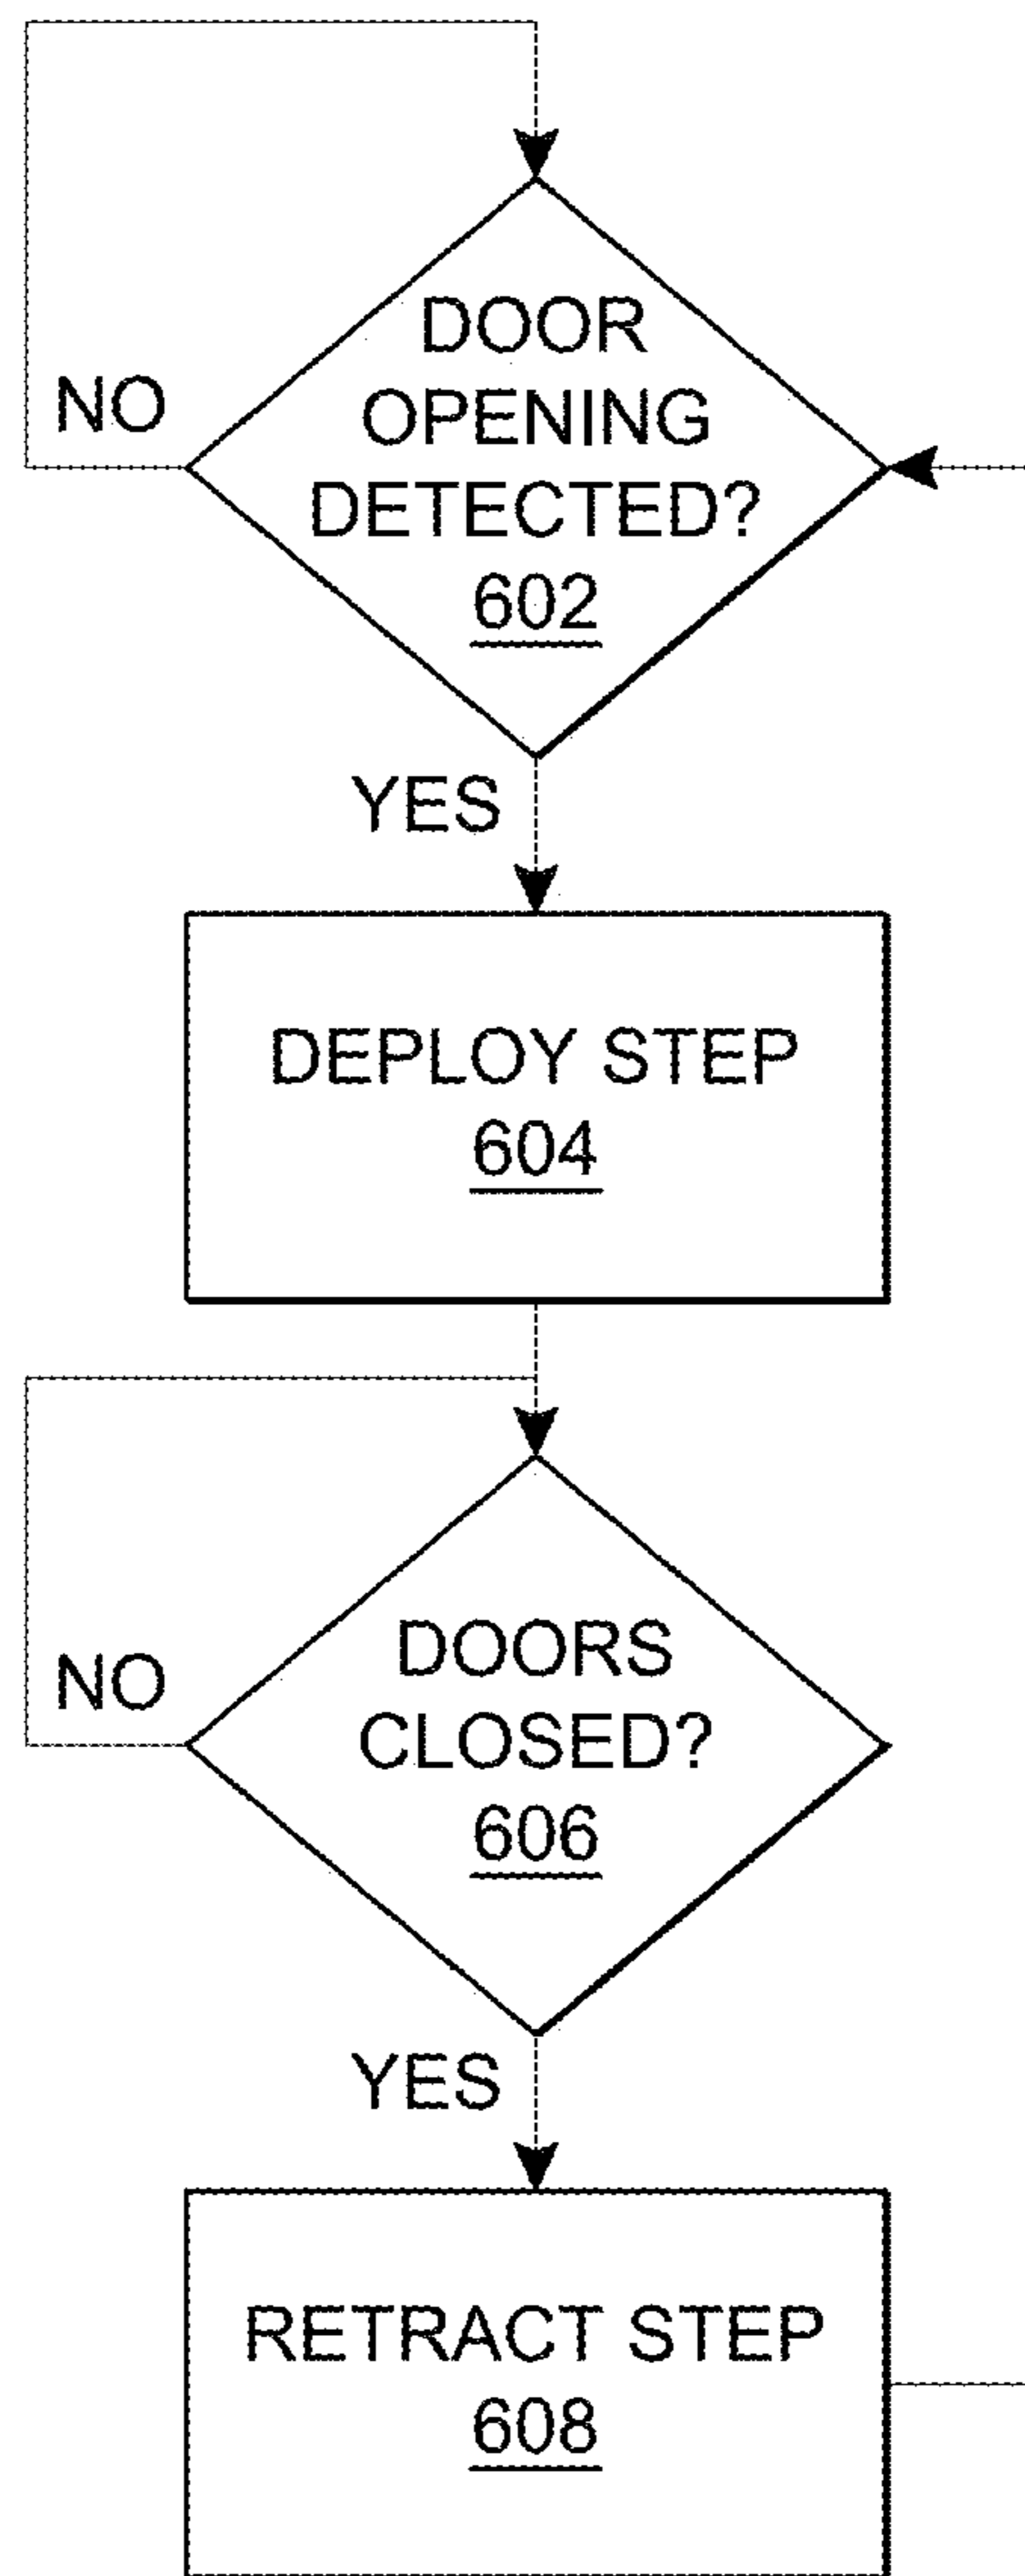 DOOR
OPENING
NO
DETECTED?
602
YES
DEPLOY STEP
604
DOORS
NO
CLOSED?
606
YES
RETRACT STEP
608